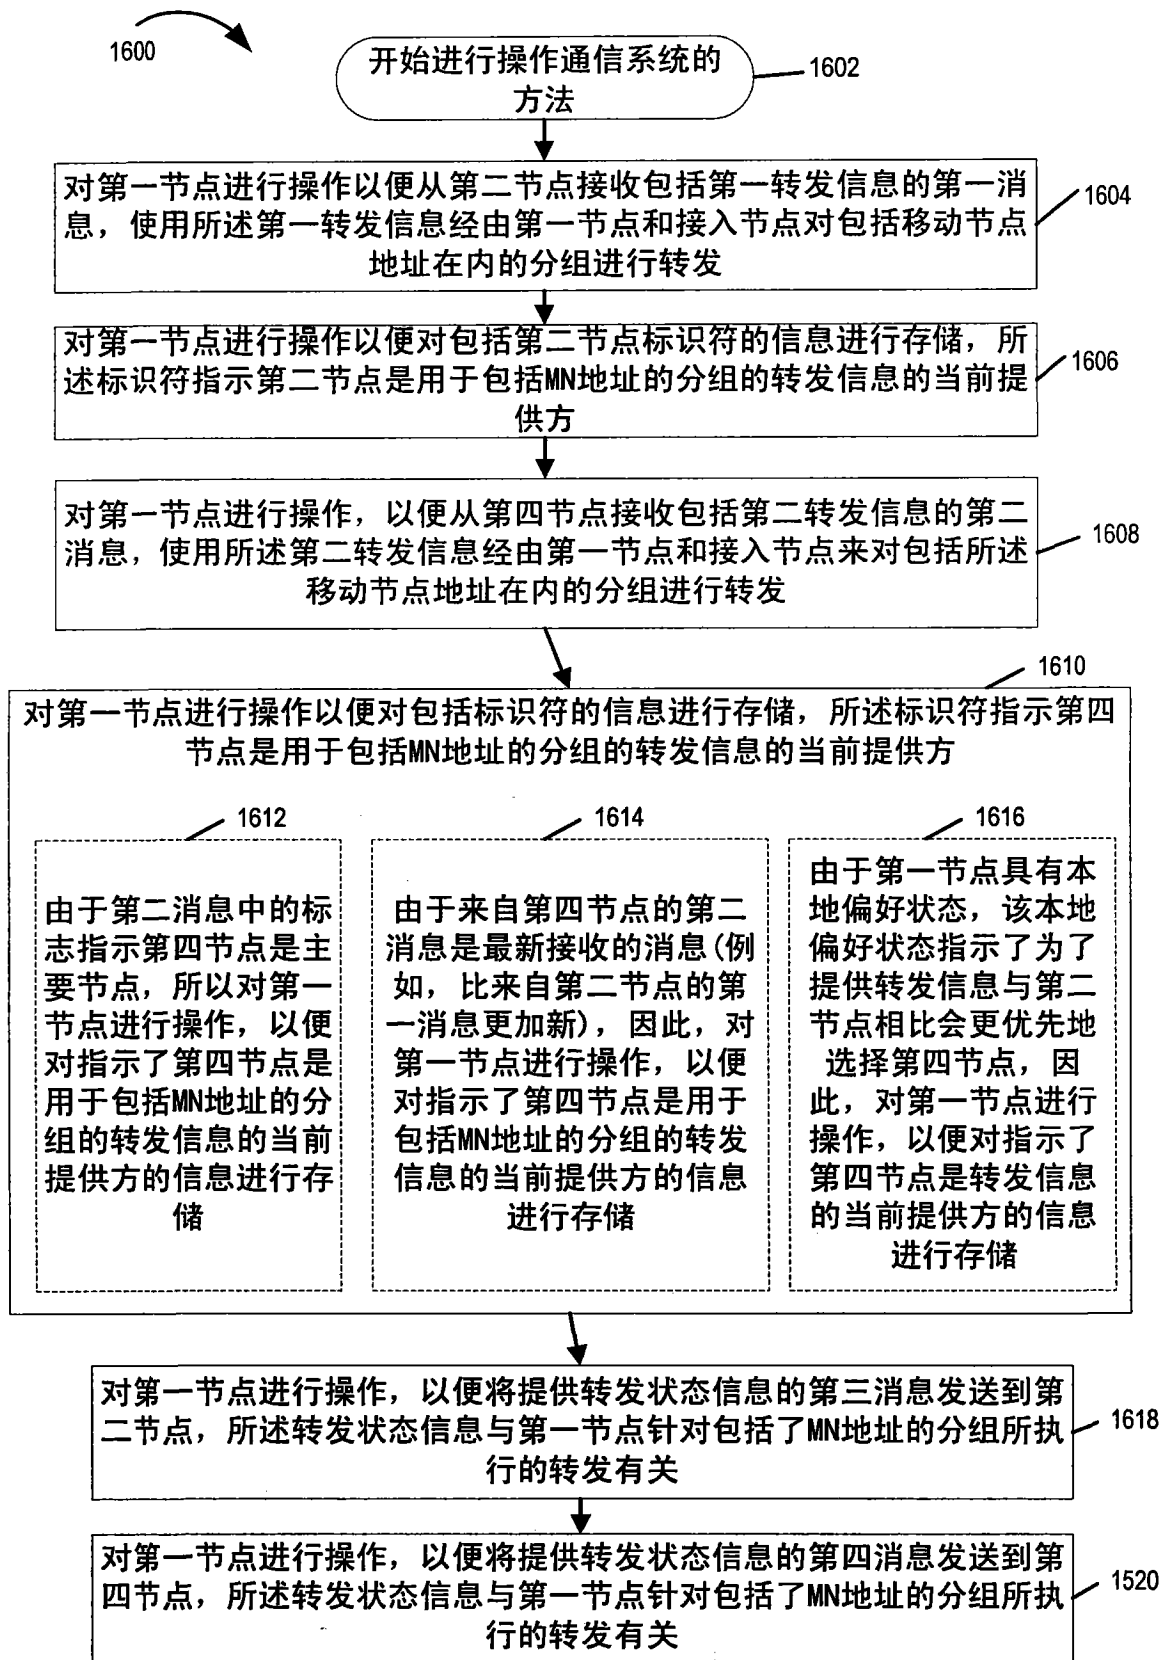 1600
开始进行操作通信系统的
方法
1602
对第一节点进行操作以便从第二节点接收包括第一转发信息的第一消
息，使用所述第一转发信息经由第一节点和接入节点对包括移动节点
地址在内的分组进行转发
1604
对第一节点进行操作以便对包括第二节点标识符的信息进行存储，所
述标识符指示第二节点是用于包括MN地址的分组的转发信息的当前提
供方
1606
对第一节点进行操作，以便从第四节点接收包括第二转发信息的第二
消息，使用所述第二转发信息经由第一节点和接入节点来对包括所述
移动节点地址在内的分组进行转发
1608
1610
对第一节点进行操作以便对包括标识符的信息进行存储，所述标识符指示第四
节点是用于包括MN地址的分组的转发信息的当前提供方
1612
由于第二消息中的标
志指示第四节点是主
要节点，所以对第一
节点进行操作，以便
对指示了第四节点是
用于包括MN地址的分
组的转发信息的当前
提供方的信息进行存
储
1614
由于来自第四节点的第二
消息是最新接收的消息(例
如，比来自第二节点的第
一消息更加新)，因此，对
第一节点进行操作，以便
对指示了第四节点是用于
包括MN地址的分组的转发
信息的当前提供方的信息
进行存储
1616
由于第一节点具有本
地偏好状态，该本地
偏好状态指示了为了
提供转发信息与第二
节点相比会更优先地
选择第四节点，因
此，对第一节点进行
操作，以便对指示了
第四节点是转发信息
的当前提供方的信息
进行存储
对第一节点进行操作，以便将提供转发状态信息的第三消息发送到第
二节点，所述转发状态信息与第一节点针对包括了MN地址的分组所执
行的转发有关
1618
对第一节点进行操作，以便将提供转发状态信息的第四消息发送到第
四节点，所述转发状态信息与第一节点针对包括了MN地址的分组所执
行的转发有关
1520